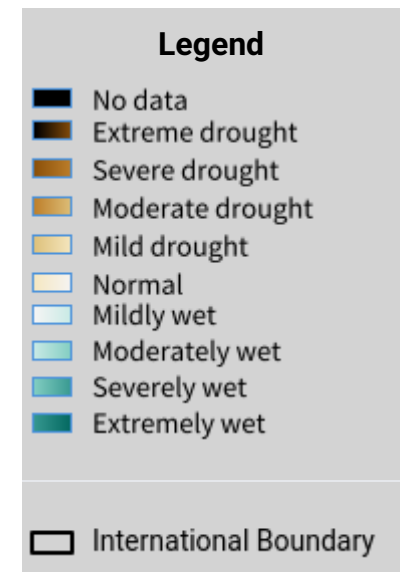 Legend
No data
Extreme drought
Severe drought
Moderate drought
Mild drought
Normal
Mildly wet
Moderately wet
Severely wet
Extremely wet
International Boundary